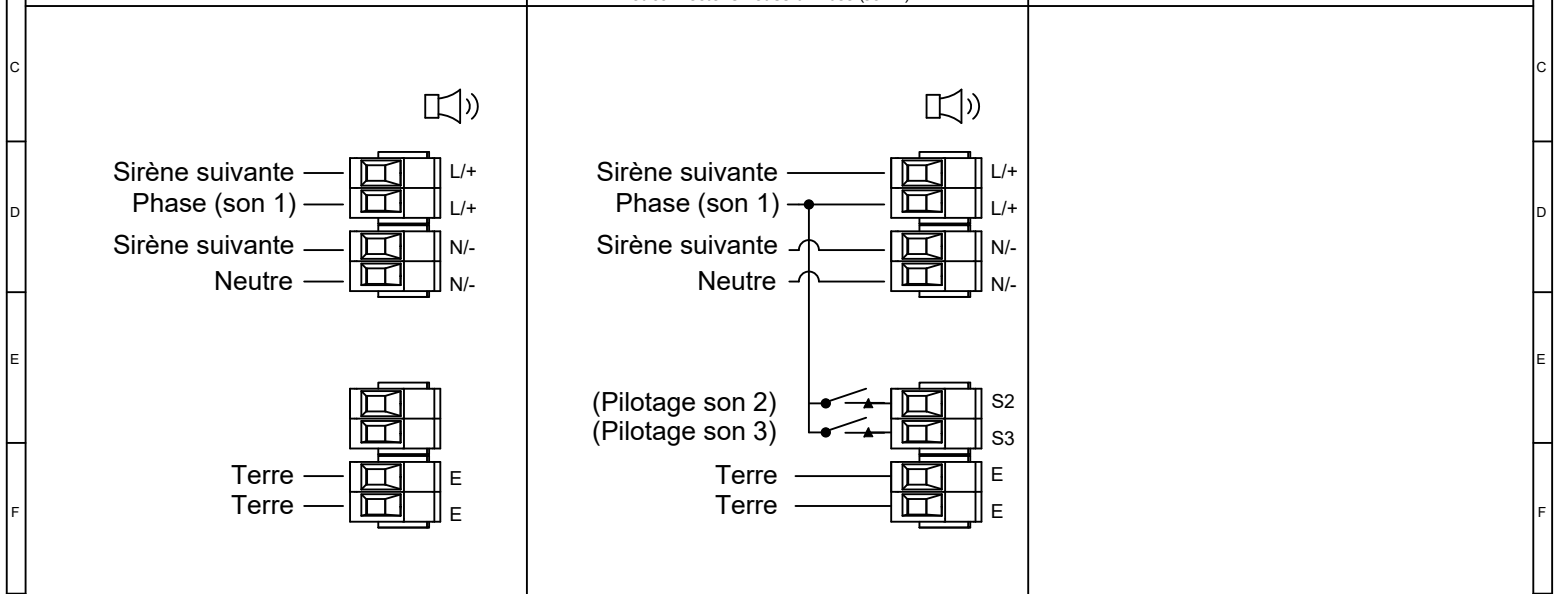 C
C
Sirène suivante
L/+
Phase (son 1)
L/+
Sirène suivante
N/-
Neutre
N/-
Terre
E
Terre
E
Sirène suivante
L/+
Phase (son 1)
L/+
Sirène suivante
N/-
Neutre
N/-
(Pilotage son 2)
S2
(Pilotage son 3)
S3
Terre
E
Terre
E
D
D
E
E
F
F